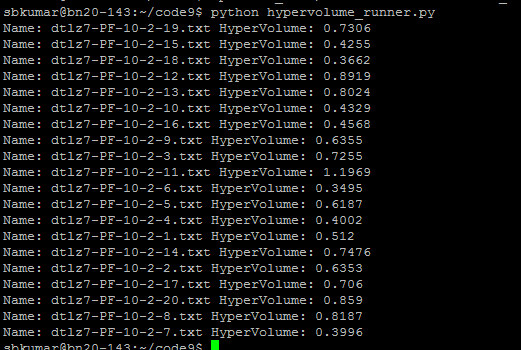 sbkumar@bn20-143:~/code9$ python hypervolume_runner.py
Name: dtlz7-PF-10-2-19.txt HyperVolume: 0.7306
Name: dtlz7-PF-10-2-15.txt HyperVolume: 0.4255
Name: dtlz7-PF-10-2-18.txt HyperVolume: 0.3662
Name: dtlz7-PF-10-2-12.txt HyperVolume: 0.8919
Name: dtlz7-PF-10-2-13.txt HyperVolume: 0.8024
Name: dtlz7-PF-10-2-10.txt HyperVolume: 0.4329
Name: dtlz7-PF-10-2-16.txt HyperVolume: 0.4568
Name: dtlz7-PF-10-2-9.txt HyperVolume: 0.6355
Name: dtlz7-PF-10-2-3.txt HyperVolume: 0.7255
Name: dtlz7-PF-10-2-11.txt HyperVolume: 1.1969
Name: dtlz7-PF-10-2-6.txt HyperVolume: 0.3495
Name: dtlz7-PF-10-2-5.txt HyperVolume: 0.6187
Name: dtlz7-PF-10-2-4.txt HyperVolume: 0.4002
Name: dtlz7-PF-10-2-1.txt HyperVolume: 0.512
Name: dtlz7-PF-10-2-14.txt HyperVolume: 0.7476
Name: dtlz7-PF-10-2-2.txt HyperVolume: 0.6353
Name: dtlz7-PF-10-2-17.txt HyperVolume: 0.706
Name: dtlz7-PF-10-2-20.txt HyperVolume: 0.859
Name: dtlz7-PF-10-2-8.txt HyperVolume: 0.8187
Name: dtlz7-PF-10-2-7.txt HyperVolume: 0.3996
sbkumar@bn20-143:~/code9$